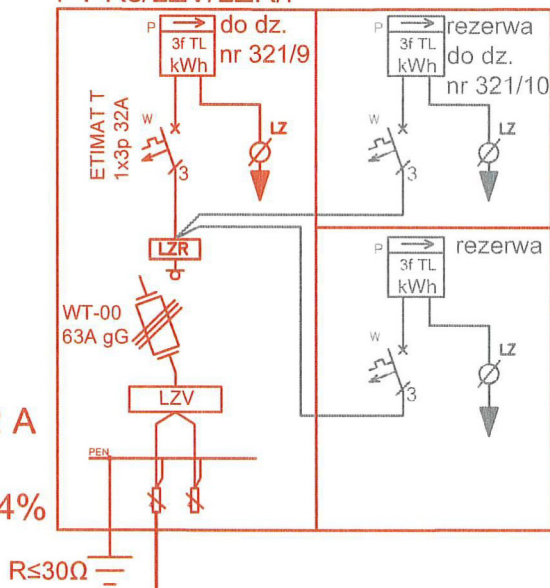 P
3f TL
kWh
do dz.
nr 321/9
ETIMAT T
1x3p 32A
W
3
LZ
LZR
WT-00
63A gG
LZV
PEN
R≤30Ω
A
4%
P
3f TL
kWh
rezerwa
do dz.
nr 321/10
W
3
LZ
P
3f TL
kWh
rezerwa
W
3
LZ